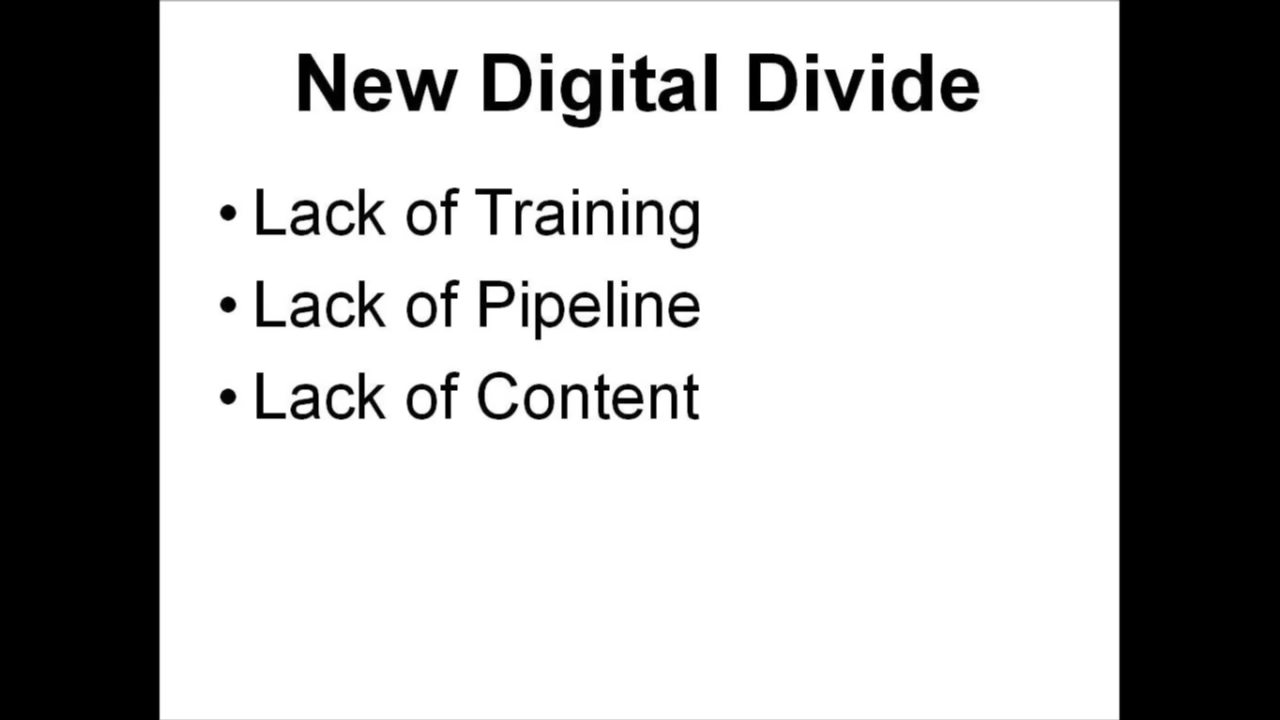 New Digital Divide
• Lack of Training
• Lack of Pipeline
• Lack of Content